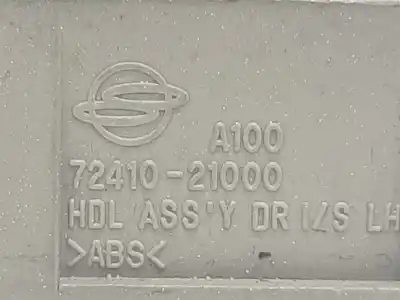 A100
72410-21000
HDL ASS'Y DR I/S LH
>ABS<